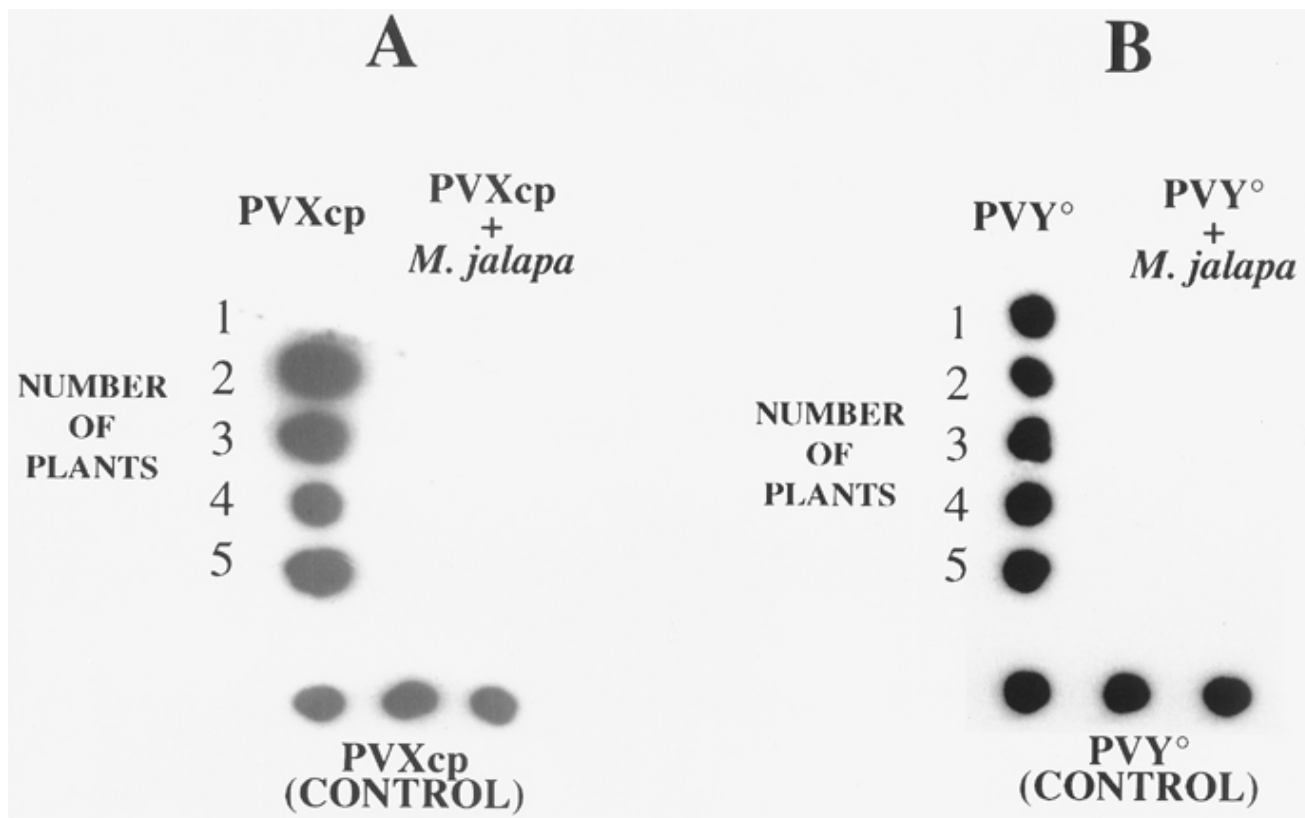 A
PVXcp
PVXcp
+
M. jalapa
1
2
3
4
5
NUMBER
OF
PLANTS
PVXcp
(CONTROL)
B
PVY°
PVY°
+
M. jalapa
1
2
3
4
5
NUMBER
OF
PLANTS
PVY°
(CONTROL)